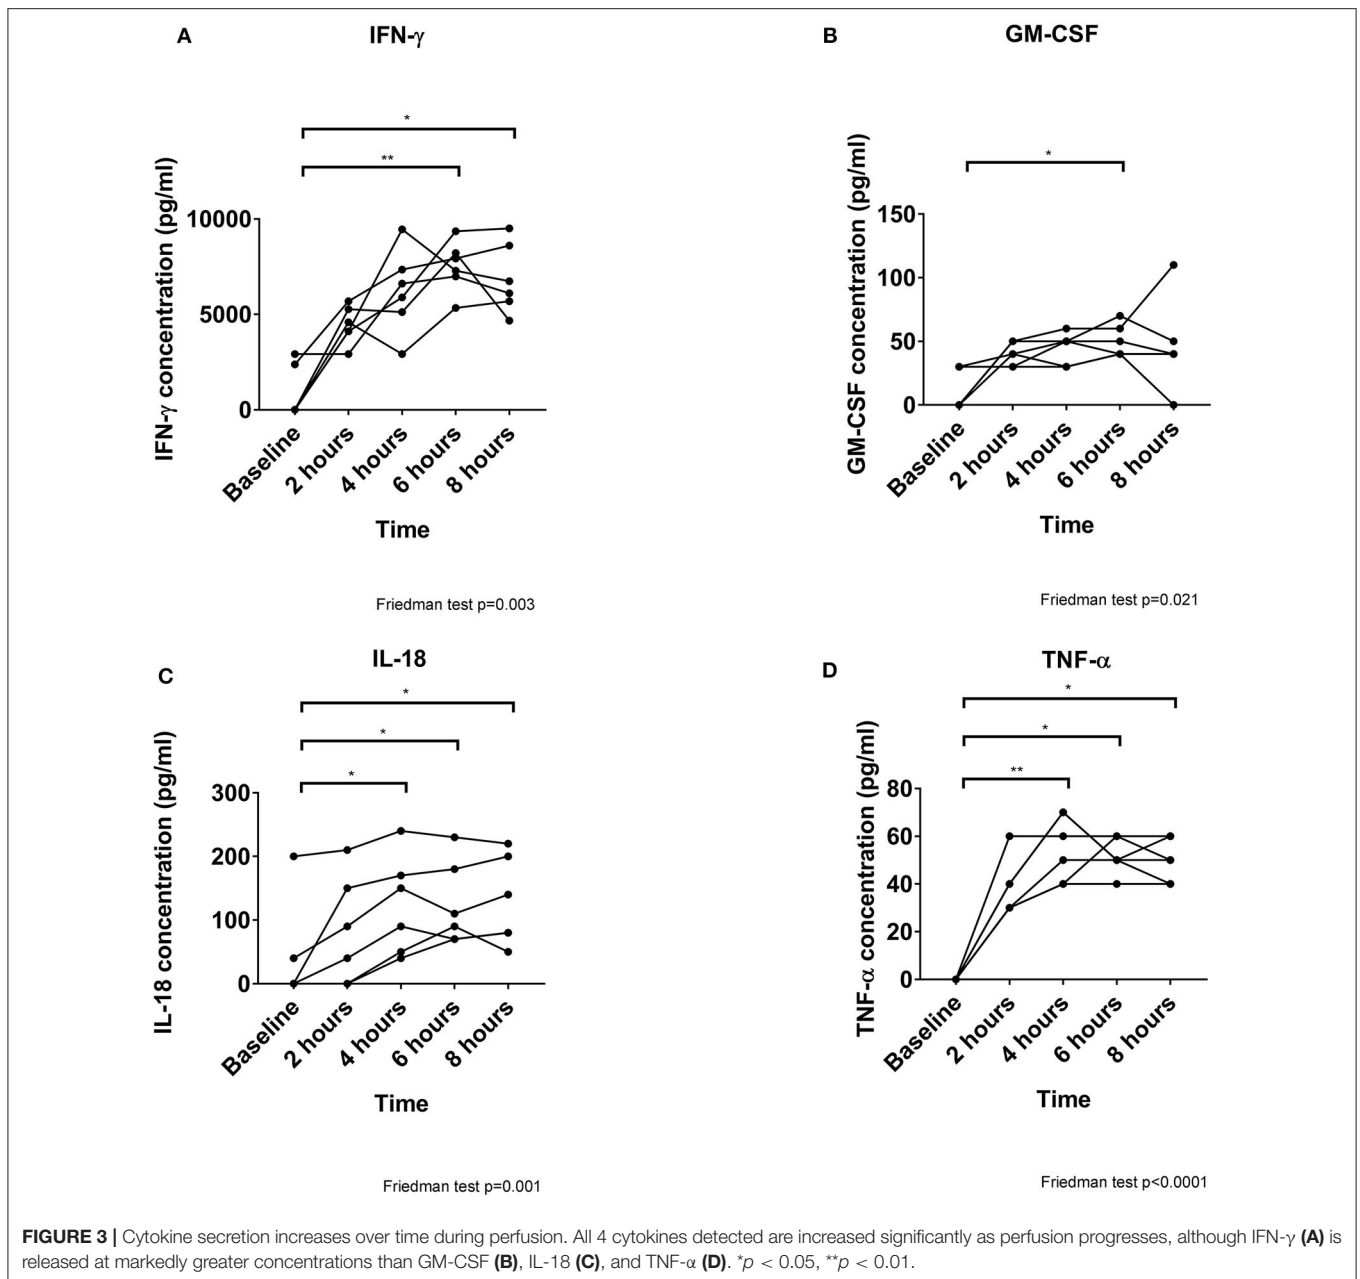 A
IFN-γ
*
**
IFN-γ concentration (pg/ml)
10000
5000
0
Baseline
2 hours
4 hours
6 hours
8 hours
Time
Friedman test p=0.003
B
GM-CSF
*
GM-CSF concentration (pg/ml)
150
100
50
0
Baseline
2 hours
4 hours
6 hours
8 hours
Time
Friedman test p=0.021
C
IL-18
*
*
*
IL-18 concentration (pg/ml)
300
200
100
0
Baseline
2 hours
4 hours
6 hours
8 hours
Time
Friedman test p=0.001
D
TNF-α
*
*
**
TNF-α concentration (pg/ml)
80
60
40
20
0
Baseline
2 hours
4 hours
6 hours
8 hours
Time
Friedman test p<0.0001
FIGURE 3 | Cytokine secretion increases over time during perfusion. All 4 cytokines detected are increased significantly as perfusion progresses, although IFN-γ (A) is
released at markedly greater concentrations than GM-CSF (B), IL-18 (C), and TNF-α (D). *p < 0.05, **p < 0.01.